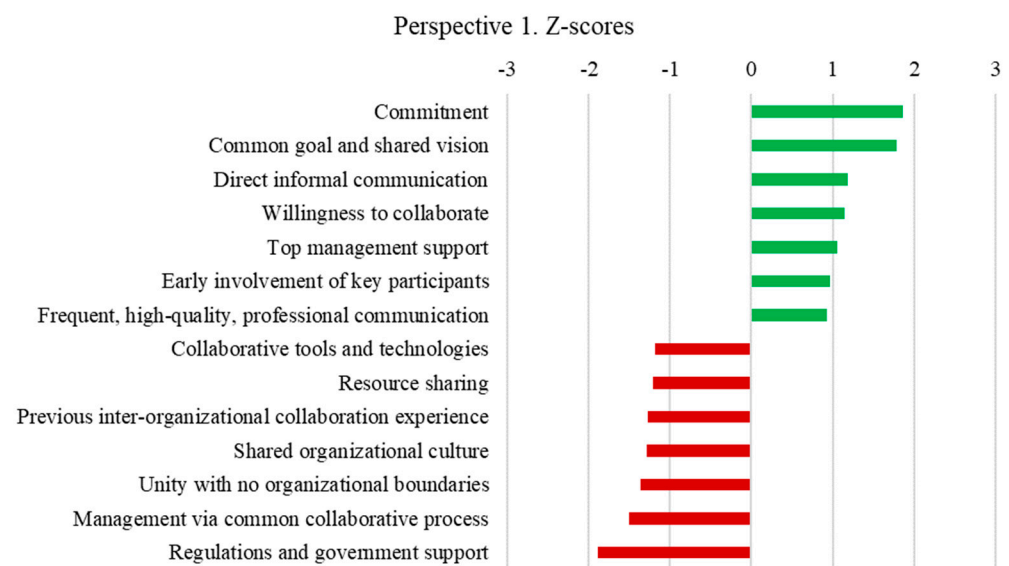 Perspective 1. Z-scores
-3 -2 -1 0 1 2 3
Commitment
Common goal and shared vision
Direct informal communication
Willingness to collaborate
Top management support
Early involvement of key participants
Frequent, high-quality, professional communication
Collaborative tools and technologies
Resource sharing
Previous inter-organizational collaboration experience
Shared organizational culture
Unity with no organizational boundaries
Management via common collaborative process
Regulations and government support